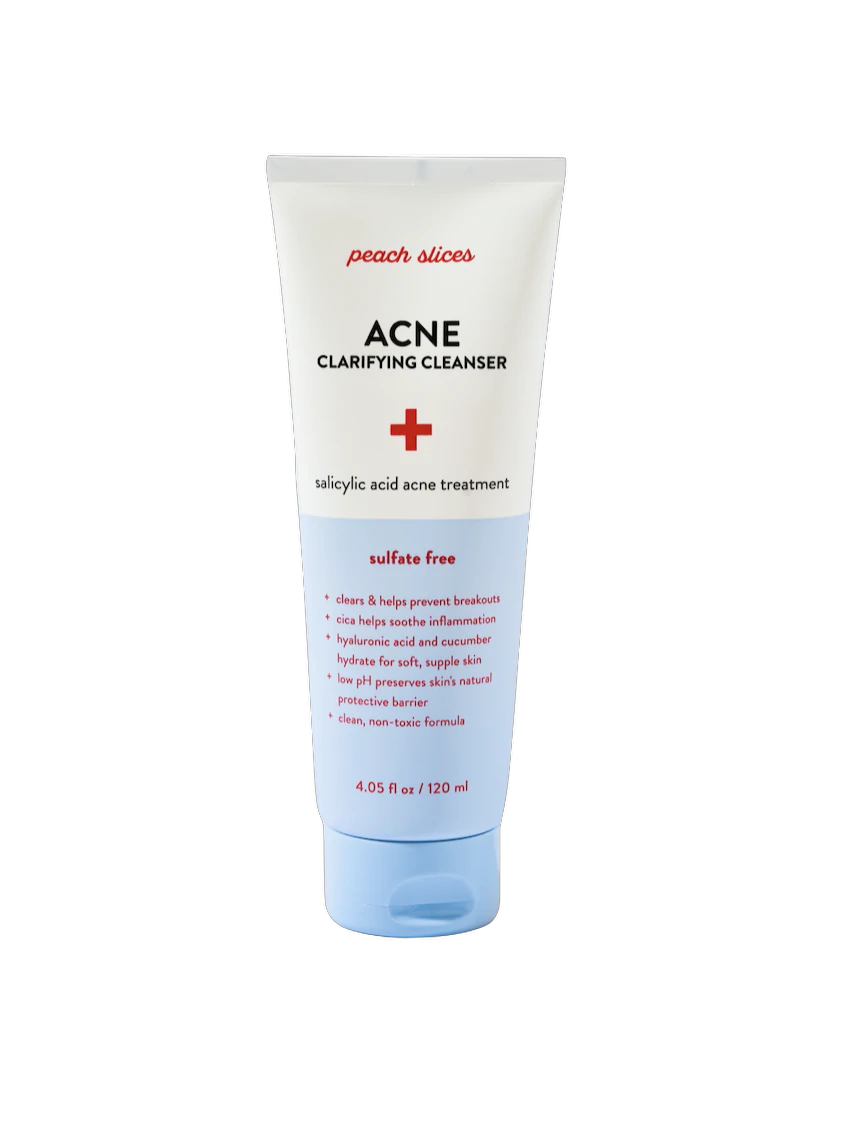 peach slices
ACNE
CLARIFYING CLEANSER
salicylic acid acne treatment
sulfate free
+ clears & helps prevent breakouts
+ cica helps soothe inflammation
+ hyaluronic acid and cucumber
hydrate for soft, supple skin
+ low pH preserves skin's natural
protective barrier
+ clean, non-toxic formula
4.05 fl oz / 120 ml